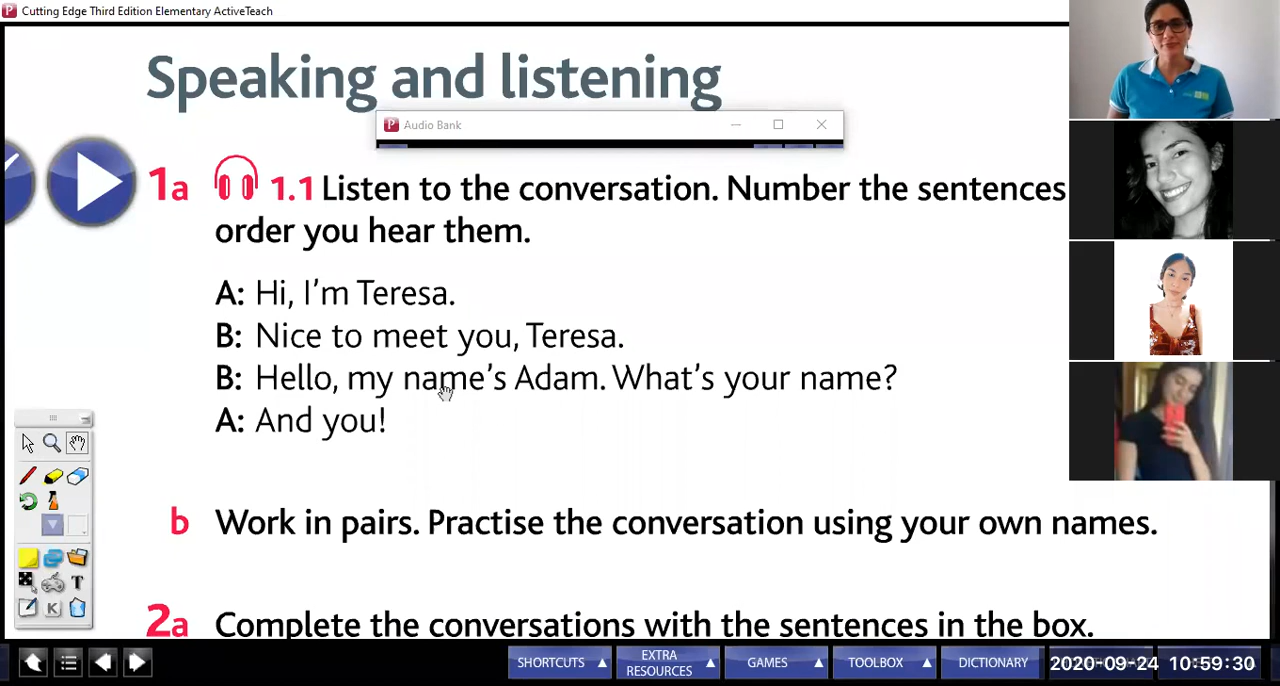 Cutting Edge Third Edition Elementary ActiveTeach
Speaking and listening
Audio Bank
1a 1.1 Listen to the conversation. Number the sentences
order you hear them.
A: Hi, I'm Teresa.
B: Nice to meet you, Teresa.
B: Hello, my name's Adam. What's your name?
A: And you!
b Work in pairs. Practise the conversation using your own names.
2a Complete the conversations with the sentences in the box.
SHORTCUTS EXTRA RESOURCES GAMES TOOLBOX DICTIONARY 2020-09-24 10:59:30